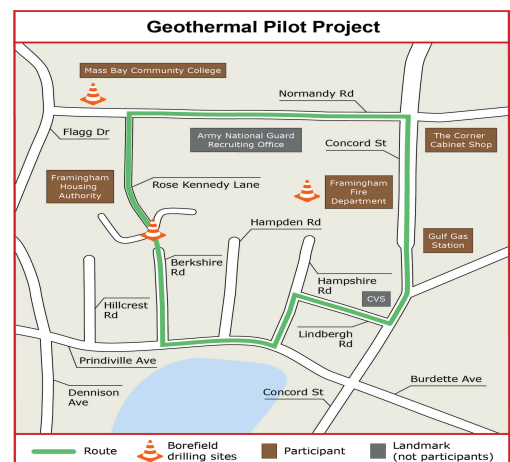 Geothermal Pilot Project
Mass Bay Community College
Normandy Rd
Flagg Dr
Army National Guard
Recruiting Office
Concord St
The Corner
Cabinet Shop
Framingham
Housing
Authority
Rose Kennedy Lane
Framingham
Fire
Department
Hampden Rd
Gulf Gas
Station
Berkshire
Rd
Hampshire
Rd
CVS
Hillcrest
Rd
Lindbergh
Rd
Prindiville Ave
Burdette Ave
Dennison
Ave
Concord St
Route
Borefield
drilling sites
Participant
Landmark
(not participants)